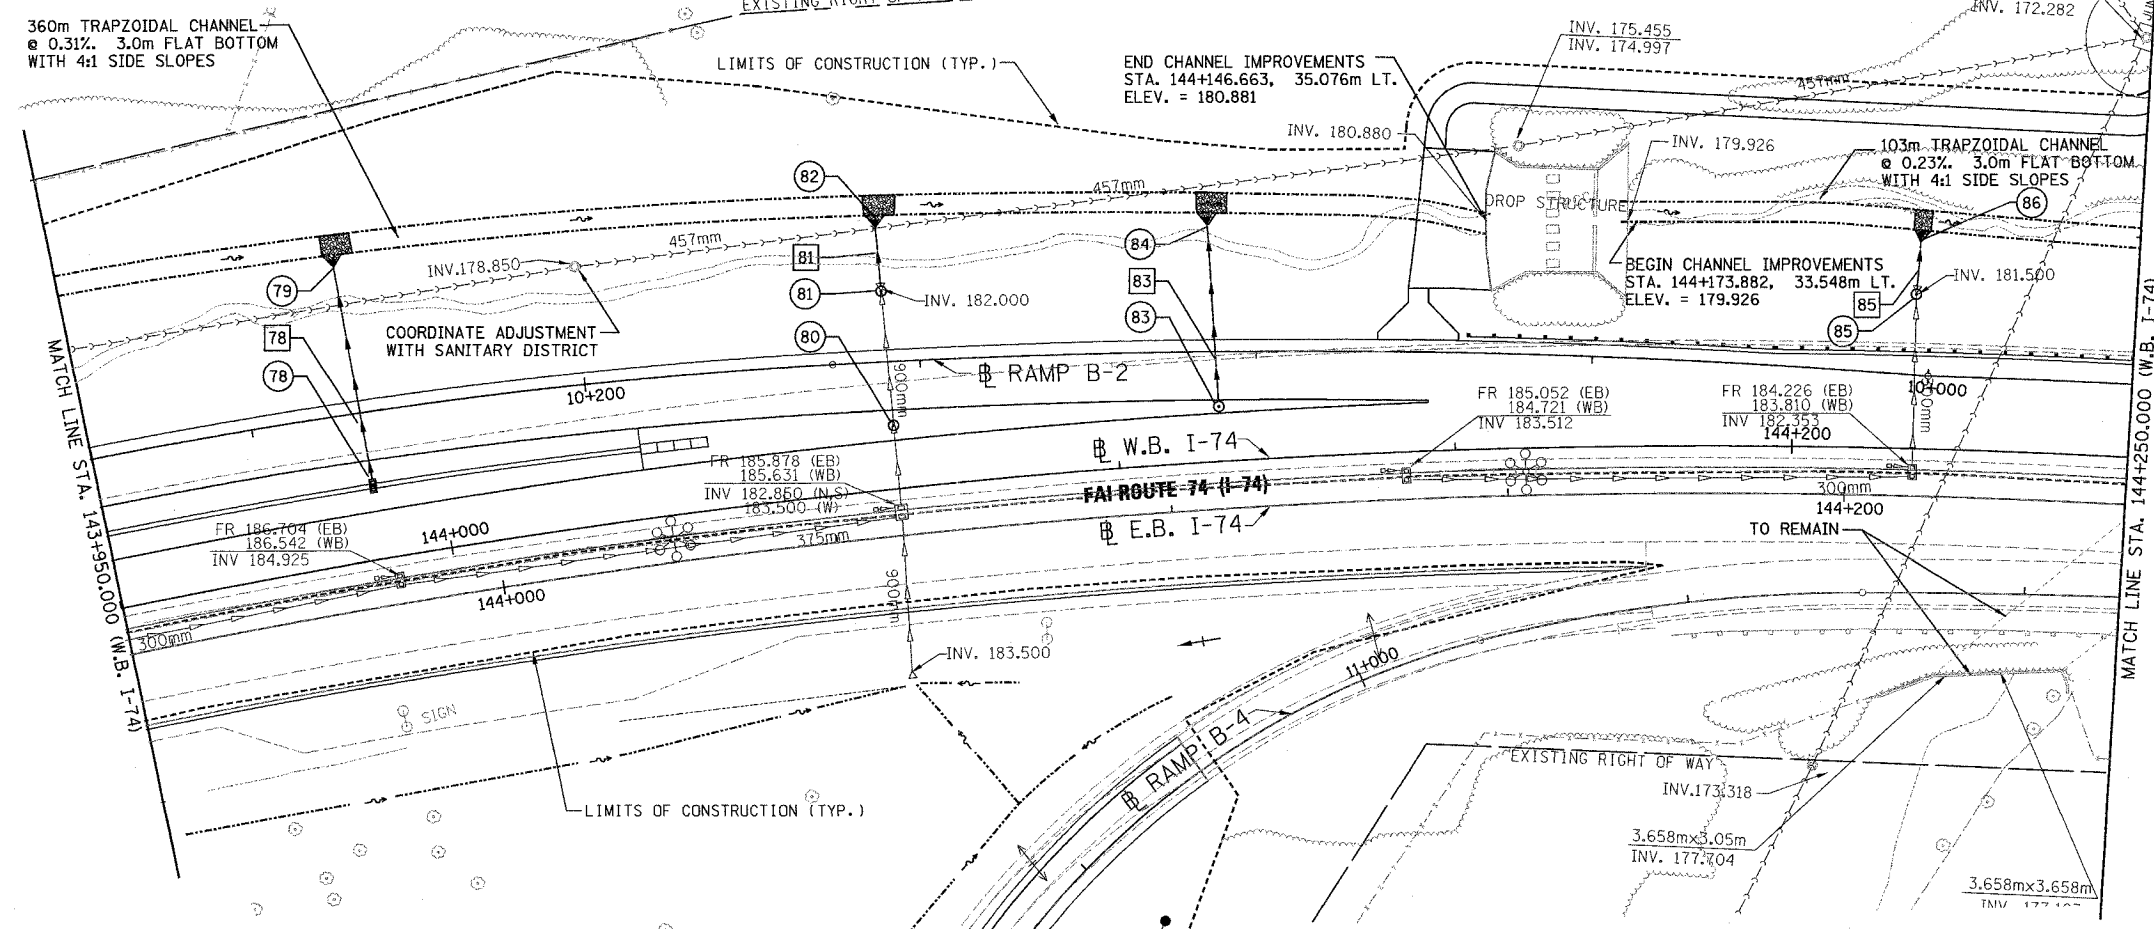 EXISTING RIGHT OF
360m TRAPZOIDAL CHANNEL
@ 0.31%. 3.0m FLAT BOTTOM
WITH 4:1 SIDE SLOPES
LIMITS OF CONSTRUCTION (TYP.)
END CHANNEL IMPROVEMENTS
STA. 144+146.663, 35.076m LT.
ELEV. = 180.881
INV. 175.455
INV. 174.997
INV. 172.282
457mm
INV. 180.880
INV. 179.926
103m TRAPZOIDAL CHANNEL
@ 0.23%. 3.0m FLAT BOTTOM
WITH 4:1 SIDE SLOPES
82
457mm
DROP STRUCTURE
86
457mm
84
81
79
INV.178.850
83
BEGIN CHANNEL IMPROVEMENTS
STA. 144+173.882, 33.548m LT.
ELEV. = 179.926
INV. 181.500
81
INV. 182.000
85
83
85
78
COORDINATE ADJUSTMENT
WITH SANITARY DISTRICT
80
78
MATCH LINE STA. 143+950.000 (W.B. I-74)
900mm
RAMP B-2
10+200
10+000
FR 185.052 (EB)
184.721 (WB)
INV 183.512
FR 184.226 (EB)
183.810 (WB)
INV 182.353
144+200
W.B. I-74
FR 185.878 (EB)
185.631 (WB)
INV 182.850 (N,S)
183.500 (W)
FAI ROUTE 74 (I-74)
300mm
144+200
FR 186.704 (EB)
186.542 (WB)
INV 184.925
144+000
375mm
E.B. I-74
TO REMAIN
144+000
900mm
300mm
INV. 183.500
11+000
MATCH LINE STA. 144+250.000 (W.B. I-74)
SIGN
RAMP B-4
EXISTING RIGHT OF WAY
INV.173.318
LIMITS OF CONSTRUCTION (TYP.)
3.658mx3.05m
INV. 177.704
3.658mx3.658m
INV.